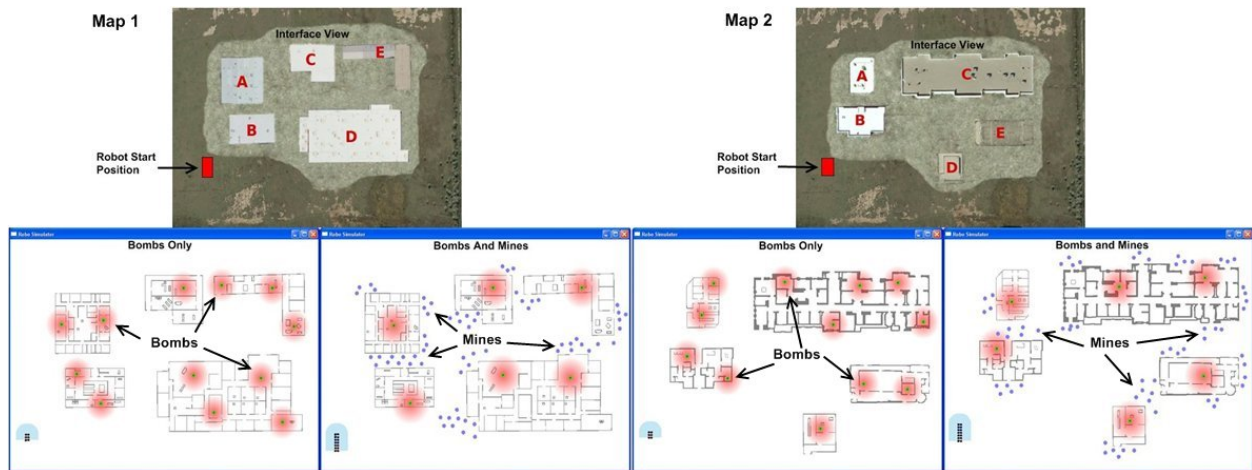 Map 1
Interface View
A
B
C
D
E
Robot Start
Position
Map 2
Interface View
A
B
C
D
E
Robot Start
Position
Robo Simulator
Bombs Only
Bombs
Robo Simulator
Bombs And Mines
Mines
Robo Simulator
Bombs Only
Bombs
Robo Simulator
Bombs and Mines
Mines